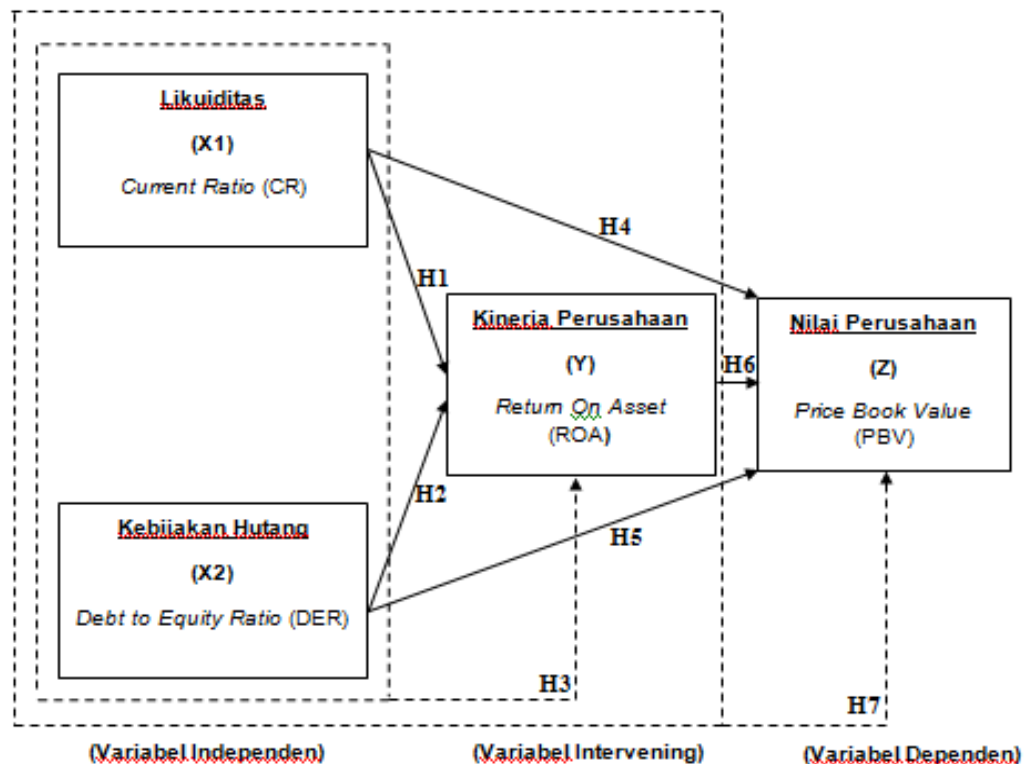 Likuiditas
(X1)
Current Ratio (CR)
H4
H1
Kinerja Perusahaan
(Y)
Return On Asset
(ROA)
H6
Nilai Perusahaan
(Z)
Price Book Value
(PBV)
H2
Kebijakan Hutang
(X2)
Debt to Equity Ratio (DER)
H5
H3
H7
(Variabel Independen)
(Variabel Intervening)
(Variabel Dependen)